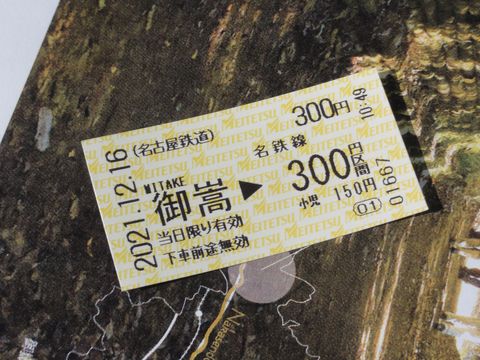 (名古屋鉄道)
300円
名鉄線
MITAKE
御嵩▶300円区間
小児 150円
当日限り有効
下車前途無効
2021.12.16
10:49
01
01667
MEITETSU
Nakasen